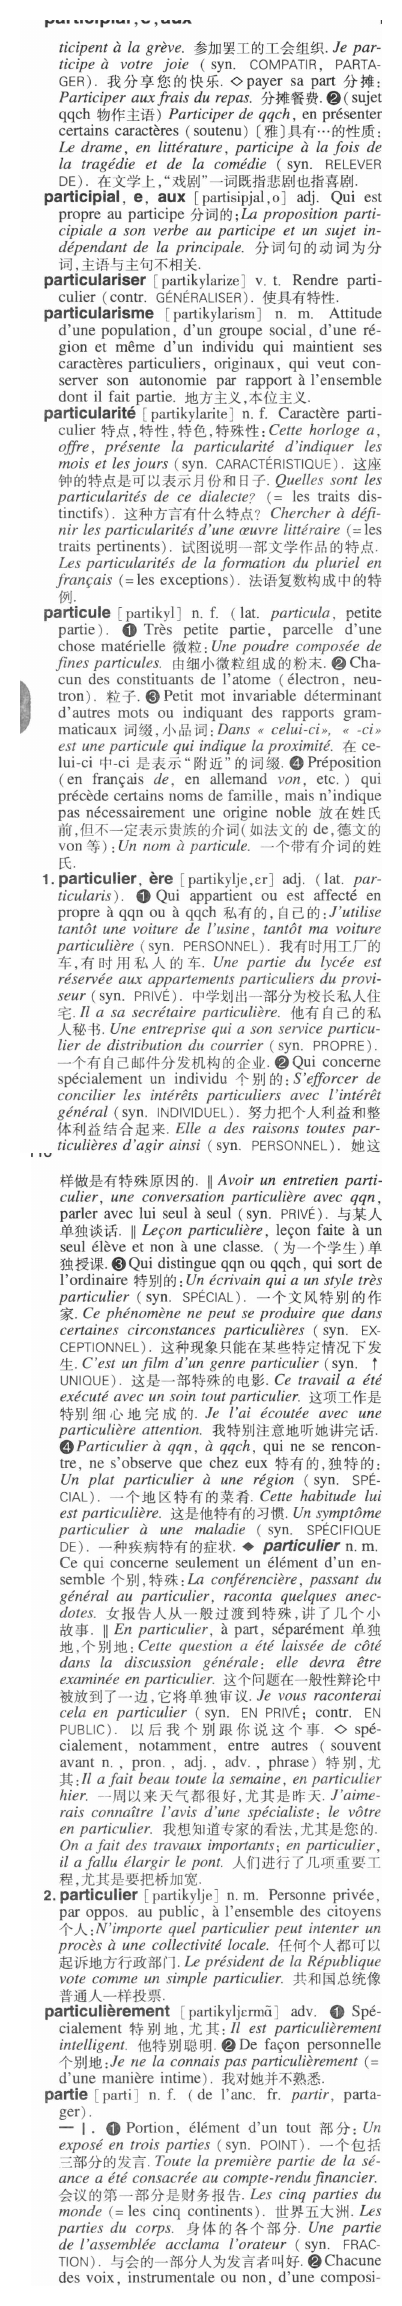 ticipent à la grève. 参加罢工的工会组织. Je par-
ticipe à votre joie ( syn. COMPATIR, PARTA-
GER). 我分享您的快乐. ◇ payer sa part 分摊:
Participer aux frais du repas. 分摊餐费. ❷ ( sujet
qqch 物作主语) Participer de qqch, en présenter
certains caractères (soutenu) 〔雅〕具有…的性质:
Le drame, en littérature, participe à la fois de
la tragédie et de la comédie ( syn. RELEVER
DE). 在文学上,“戏剧”一词既指悲剧也指喜剧.
participial, e, aux [partisipjal,o] adj. Qui est
propre au participe 分词的:La proposition parti-
cipiale a son verbe au participe et un sujet in-
dépendant de la principale. 分词句的动词为分
词,主语与主句不相关.
particulariser [partikylarize] v. t. Rendre parti-
culier (contr. GÉNÉRALISER). 使具有特性.
particularisme [partikylarism] n. m. Attitude
d'une population, d'un groupe social, d'une ré-
gion et même d'un individu qui maintient ses
caractères particuliers, originaux, qui veut con-
server son autonomie par rapport à l'ensemble
dont il fait partie. 地方主义,本位主义.
particularité [partikylarite] n. f. Caractère parti-
culier 特点,特性,特色,特殊性:Cette horloge a,
offre, présente la particularité d'indiquer les
mois et les jours (syn. CARACTÉRISTIQUE). 这座
钟的特点是可以表示月份和日子. Quelles sont les
particularités de ce dialecte? (= les traits dis-
tinctifs). 这种方言有什么特点? Chercher à défi-
nir les particularités d'une œuvre littéraire (=les
traits pertinents). 试图说明一部文学作品的特点.
Les particularités de la formation du pluriel en
français (=les exceptions). 法语复数构成中的特
例.
particule [partikyl] n. f. ( lat. particula, petite
partie). ❶ Très petite partie, parcelle d'une
chose matérielle 微粒:Une poudre composée de
fines particules. 由细小微粒组成的粉末. ❷ Cha-
cun des constituants de l'atome (électron, neu-
tron). 粒子. ❸ Petit mot invariable déterminant
d'autres mots ou indiquant des rapports gram-
maticaux 词缀,小品词:Dans « celui-ci», « -ci»
est une particule qui indique la proximité. 在 ce-
lui-ci 中-ci 是表示“附近”的词缀. ❹ Préposition
(en français de, en allemand von, etc.) qui
précède certains noms de famille, mais n'indique
pas nécessairement une origine noble 放在姓氏
前,但不一定表示贵族的介词(如法文的 de,德文的
von 等):Un nom à particule. 一个带有介词的姓
氏.
1. particulier, ère [partikylje,ɛr] adj. (lat. par-
ticularis). ❶ Qui appartient ou est affecté en
propre à qqn ou à qqch 私有的,自己的:J'utilise
tantôt une voiture de l'usine, tantôt ma voiture
particulière (syn. PERSONNEL). 我有时用工厂的
车,有时用私人的车. Une partie du lycée est
réservée aux appartements particuliers du provi-
seur (syn. PRIVÉ). 中学划出一部分为校长私人住
宅. Il a sa secrétaire particulière. 他有自己的私
人秘书. Une entreprise qui a son service particu-
lier de distribution du courrier (syn. PROPRE).
一个有自己邮件分发机构的企业. ❷ Qui concerne
spécialement un individu 个别的:S'efforcer de
concilier les intérêts particuliers avec l'intérêt
général (syn. INDIVIDUEL). 努力把个人利益和整
体利益结合起来. Elle a des raisons toutes par-
ticulières d'agir ainsi (syn. PERSONNEL). 她这
样做是有特殊原因的. ‖ Avoir un entretien parti-
culier, une conversation particulière avec qqn,
parler avec lui seul à seul (syn. PRIVÉ). 与某人
单独谈话. ‖ Leçon particulière, leçon faite à un
seul élève et non à une classe. (为一个学生)单
独授课. ❸ Qui distingue qqn ou qqch, qui sort de
l'ordinaire 特别的:Un écrivain qui a un style très
particulier (syn. SPÉCIAL). 一个文风特别的作
家. Ce phénomène ne peut se produire que dans
certaines circonstances particulières ( syn. EX-
CEPTIONNEL). 这种现象只能在某些特定情况下发
生. C'est un film d'un genre particulier (syn. ↑
UNIQUE). 这是一部特殊的电影. Ce travail a été
exécuté avec un soin tout particulier. 这项工作是
特别细心地完成的. Je l'ai écoutée avec une
particulière attention. 我特别注意地听她讲完话.
❹ Particulier à qqn, à qqch, qui ne se rencon-
tre, ne s'observe que chez eux 特有的,独特的:
Un plat particulier à une région ( syn. SPÉ-
CIAL). 一个地区特有的菜肴. Cette habitude lui
est particulière. 这是他特有的习惯. Un symptôme
particulier à une maladie ( syn. SPÉCIFIQUE
DE). 一种疾病特有的症状. ◆ particulier n. m.
Ce qui concerne seulement un élément d'un en-
semble 个别,特殊:La conférencière, passant du
général au particulier, raconta quelques anec-
dotes. 女报告人从一般过渡到特殊,讲了几个小
故事. ‖ En particulier, à part, séparément 单独
地,个别地:Cette question a été laissée de côté
dans la discussion générale; elle devra être
examinée en particulier. 这个问题在一般性辩论中
被放到了一边,它将单独审议. Je vous raconterai
cela en particulier (syn. EN PRIVÉ; contr. EN
PUBLIC). 以后我个别跟你说这个事. ◇ spé-
cialement, notamment, entre autres ( souvent
avant n., pron., adj., adv., phrase) 特别,尤
其:Il a fait beau toute la semaine, en particulier
hier. 一周以来天气都很好,尤其是昨天. J'aime-
rais connaître l'avis d'une spécialiste; le vôtre
en particulier. 我想知道专家的看法,尤其是您的.
On a fait des travaux importants; en particulier,
il a fallu élargir le pont. 人们进行了几项重要工
程,尤其是要把桥加宽.
2. particulier [partikylje] n. m. Personne privée,
par oppos. au public, à l'ensemble des citoyens
个人:N'importe quel particulier peut intenter un
procès à une collectivité locale. 任何个人都可以
起诉地方行政部门. Le président de la République
vote comme un simple particulier. 共和国总统像
普通人一样投票.
particulièrement [partikyljɛrmɑ̃] adv. ❶ Spé-
cialement 特别地,尤其:Il est particulièrement
intelligent. 他特别聪明. ❷ De façon personnelle
个别地:Je ne la connais pas particulièrement (=
d'une manière intime). 我对她并不熟悉.
partie [parti] n. f. (de l'anc. fr. partir, parta-
ger).
— I. ❶ Portion, élément d'un tout 部分: Un
exposé en trois parties (syn. POINT). 一个包括
三部分的发言. Toute la première partie de la sé-
ance a été consacrée au compte-rendu financier.
会议的第一部分是财务报告. Les cinq parties du
monde (= les cinq continents). 世界五大洲. Les
parties du corps. 身体的各个部分. Une partie
de l'assemblée acclama l'orateur (syn. FRAC-
TION). 与会的一部分人为发言者叫好. ❷ Chacune
des voix, instrumentale ou non, d'une composi-